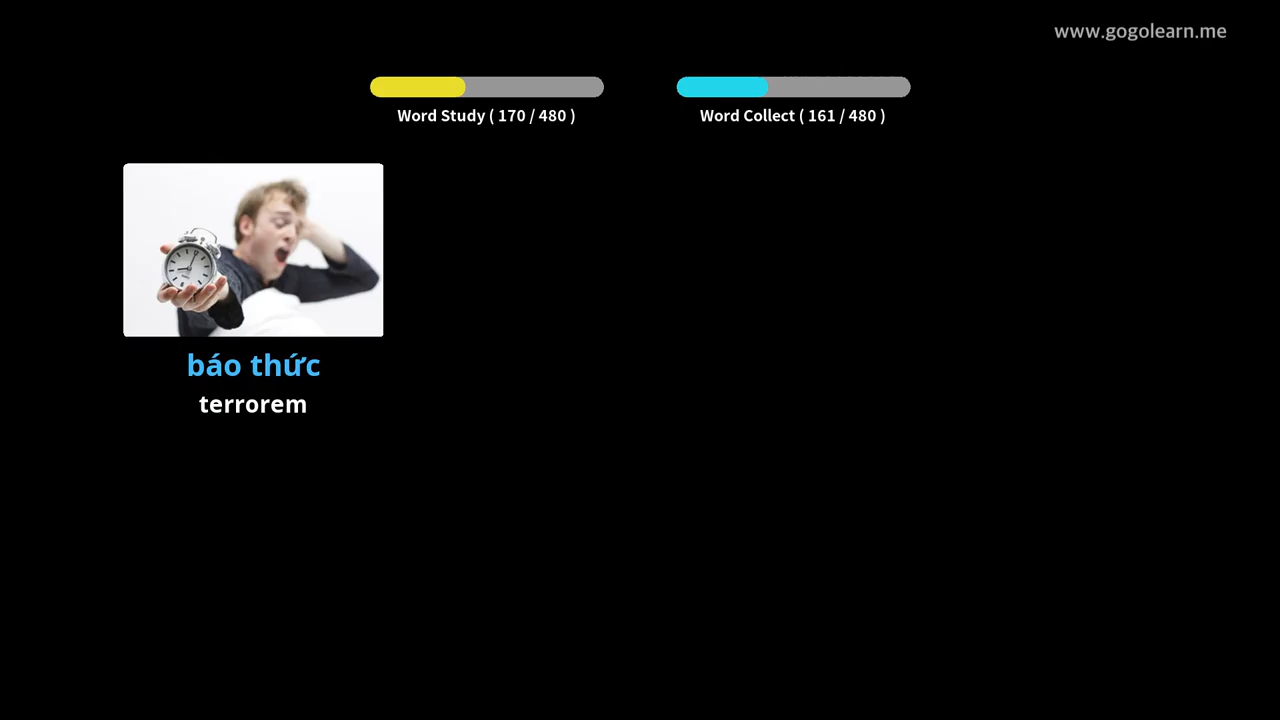 www.gogolearn.me
Word Study ( 170 / 480 )
Word Collect ( 161 / 480 )
báo thức
terrorem